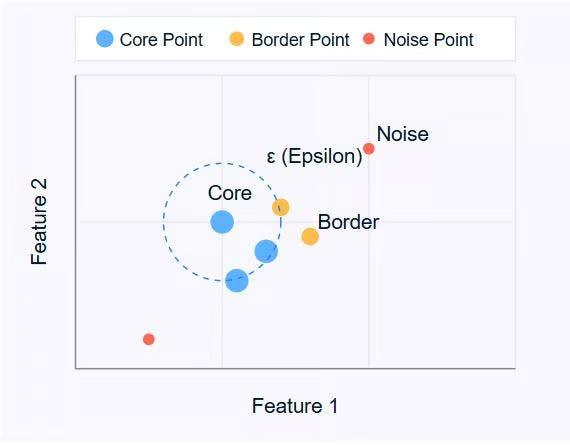 Core Point Border Point Noise Point
Noise
ε (Epsilon)
Core
Border
Feature 2
Feature 1